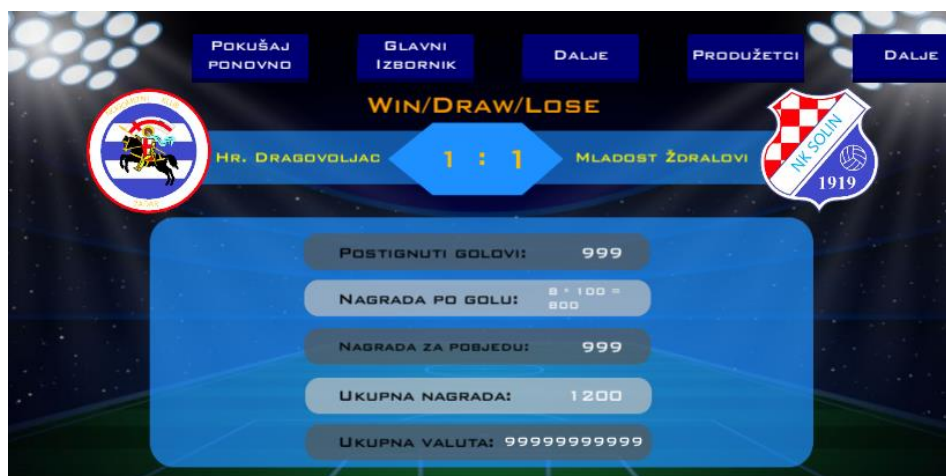 POKUŠAJ
PONOVNO
GLAVNI
IZBORNIK
DALJE
PRODUŽETCI
DALJE
WIN/DRAW/LOSE
HR. DRAGOVOLJAC
1 : 1
MLADOST ŽDRALOVI
NK SOLIN
1919
POSTIGNUTI GOLOVI: 999
NAGRADA PO GOLU: 8 * 100 =
800
NAGRADA ZA POBJEDU: 999
UKUPNA NAGRADA: 1200
UKUPNA VALUTA: 99999999999